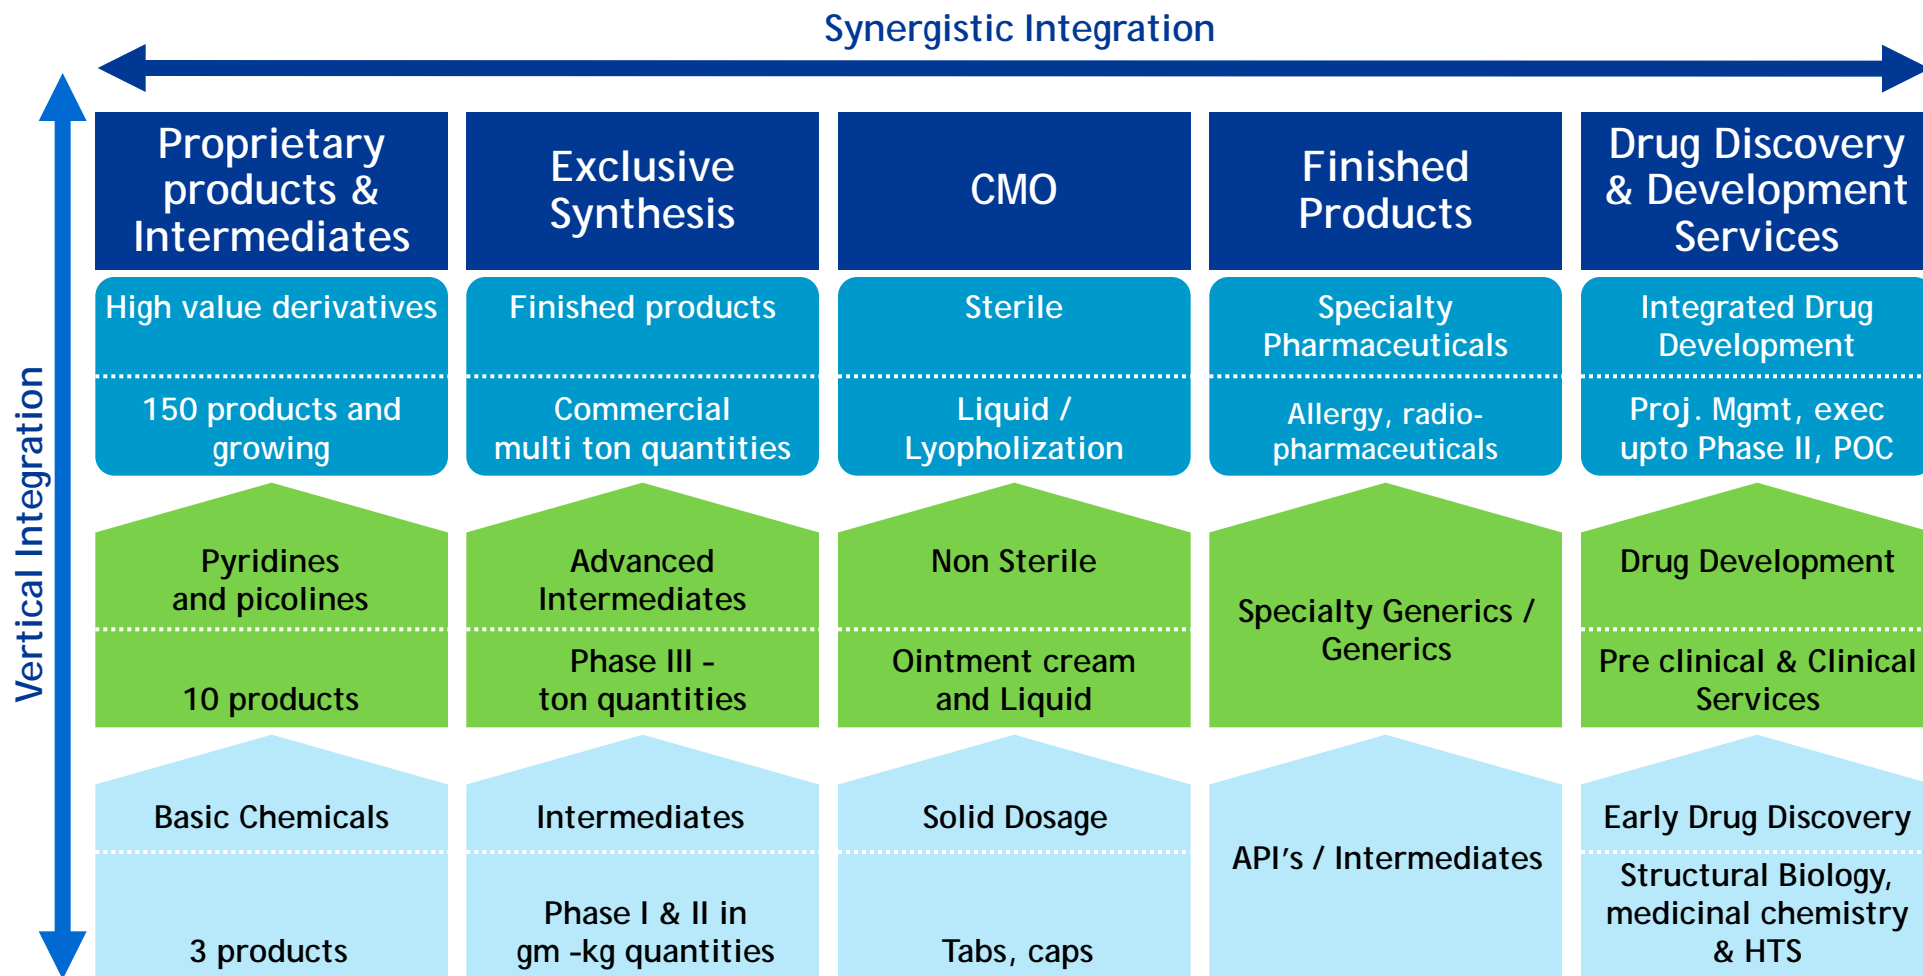 Synergistic Integration
Vertical Integration
Proprietary
products &
Intermediates
Exclusive
Synthesis
CMO
Finished
Products
Drug Discovery
& Development
Services
High value derivatives
150 products and
growing
Finished products
Commercial
multi ton quantities
Sterile
Liquid /
Lyopholization
Specialty
Pharmaceuticals
Allergy, radio-
pharmaceuticals
Integrated Drug
Development
Proj. Mgmt, exec
upto Phase II, POC
Pyridines
and picolines
10 products
Advanced
Intermediates
Phase III -
ton quantities
Non Sterile
Ointment cream
and Liquid
Specialty Generics /
Generics
Drug Development
Pre clinical & Clinical
Services
Basic Chemicals
3 products
Intermediates
Phase I & II in
gm -kg quantities
Solid Dosage
Tabs, caps
API's / Intermediates
Early Drug Discovery
Structural Biology,
medicinal chemistry
& HTS